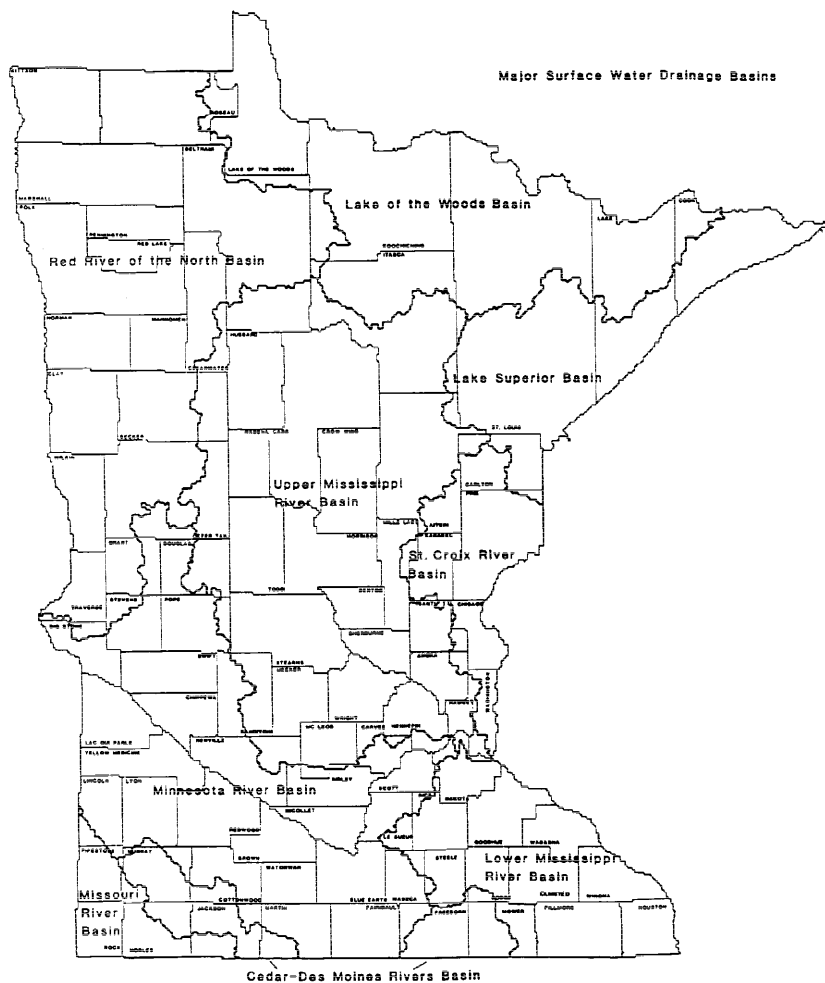 Major Surface Water Drainage Basins
KITTSON
ROSEAU
BELTRAMI
LAKE OF THE WOODS
MARSHALL
POLK
Lake of the Woods Basin
LAKE
COOK
PENNINGTON
RED LAKE
KOOCHICHING
ITASCA
Red River of the North Basin
NORMAN
MAHNOMEN
HUBBARD
CLAY
CLEARWATER
Lake Superior Basin
BECKER
CROW WING
ST. LOUIS
WILKIN
Upper Mississippi
River Basin
CARLTON
PINE
MILLE LACS
AITKIN
KANABEC
GRANT
DOUGLAS
OTTER TAIL
MORRISON
St. Croix River
Basin
TRAVERSE
STEVENS
POPE
TODD
BENTON
CHISAGO
BIG STONE
SHERBURNE
SWIFT
STEARNS
MEEKER
ANOKA
WASHINGTON
CHIPPEWA
RAMSEY
WRIGHT
KANDIYOHI
MC LEOD
CARVER
HENNEPIN
RENVILLE
LAC QUI PARLE
YELLOW MEDICINE
SIBLEY
LINCOLN
LYON
Minnesota River Basin
SCOTT
RICE
DAKOTA
NICOLLET
REDWOOD
LE SUEUR
GOODHUE
WABASHA
PIPESTONE
MURRAY
BROWN
WATONWAN
STEELE
Lower Mississippi
River Basin
Missouri
River
Basin
COTTONWOOD
BLUE EARTH
WASECA
DODGE
OLMSTED
WINONA
JACKSON
MARTIN
FARIBAULT
FREEBORN
MOWER
FILLMORE
HOUSTON
ROCK
NOBLES
Cedar-Des Moines Rivers Basin